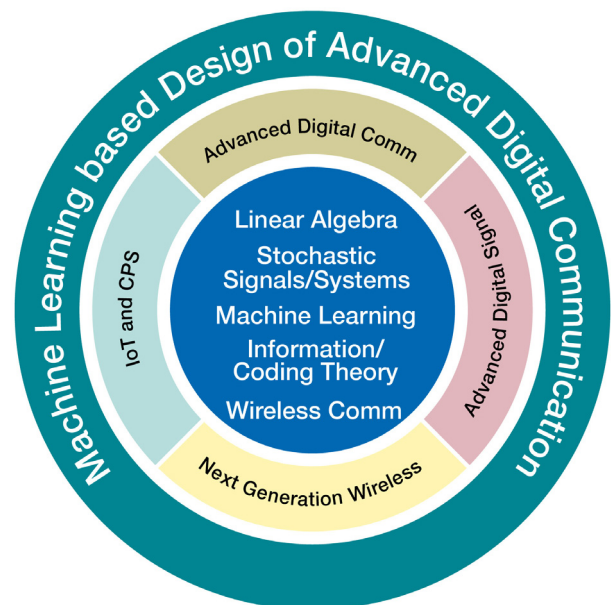 Machine Learning based Design of Advanced Digital Communication
Advanced Digital Comm
IoT and CPS
Advanced Digital Signal
Next Generation Wireless
Linear Algebra
Stochastic
Signals/Systems
Machine Learning
Information/
Coding Theory
Wireless Comm